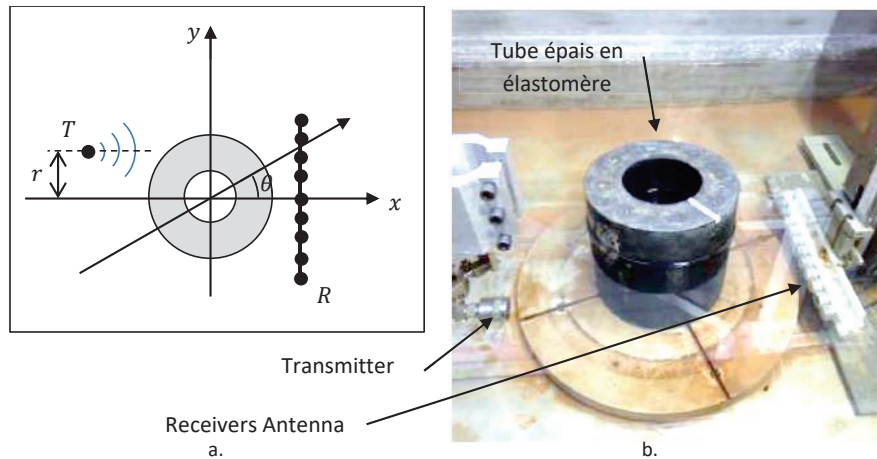 y
T
r
θ
x
R
Tube épais en
élastomère
Transmitter
Receivers Antenna
a.
b.